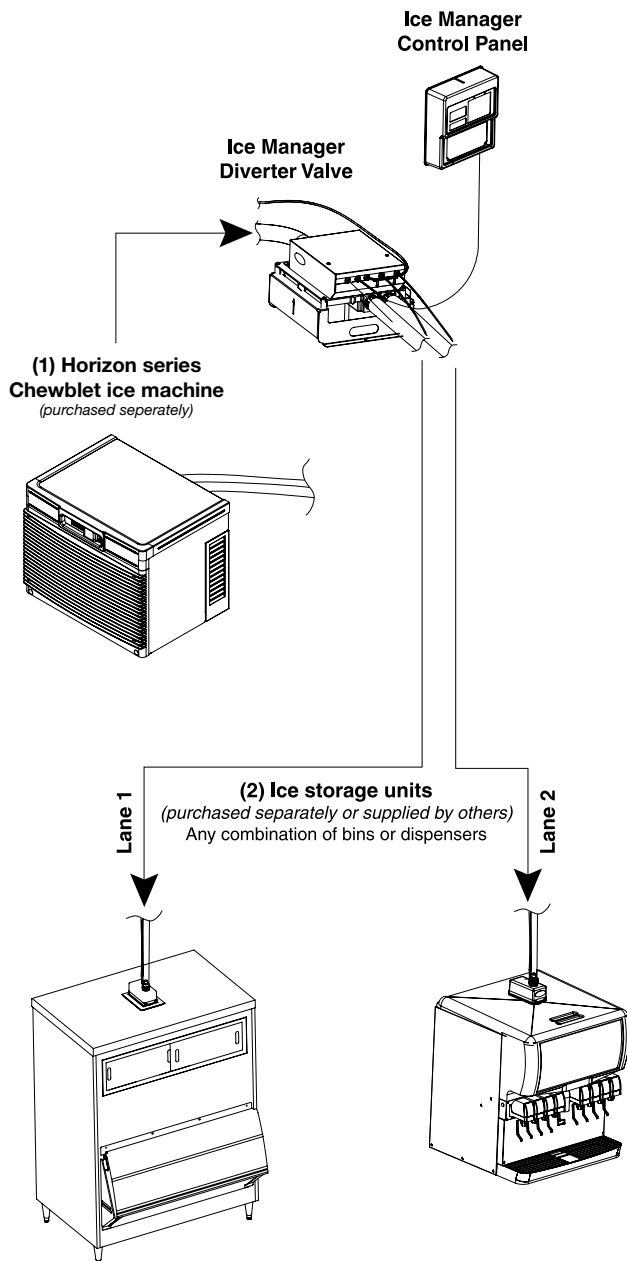 Ice Manager
Control Panel
Ice Manager
Diverter Valve
(1) Horizon series
Chewblet ice machine
(purchased seperately)
(2) Ice storage units
(purchased separately or supplied by others)
Any combination of bins or dispensers
Lane 1
Lane 2